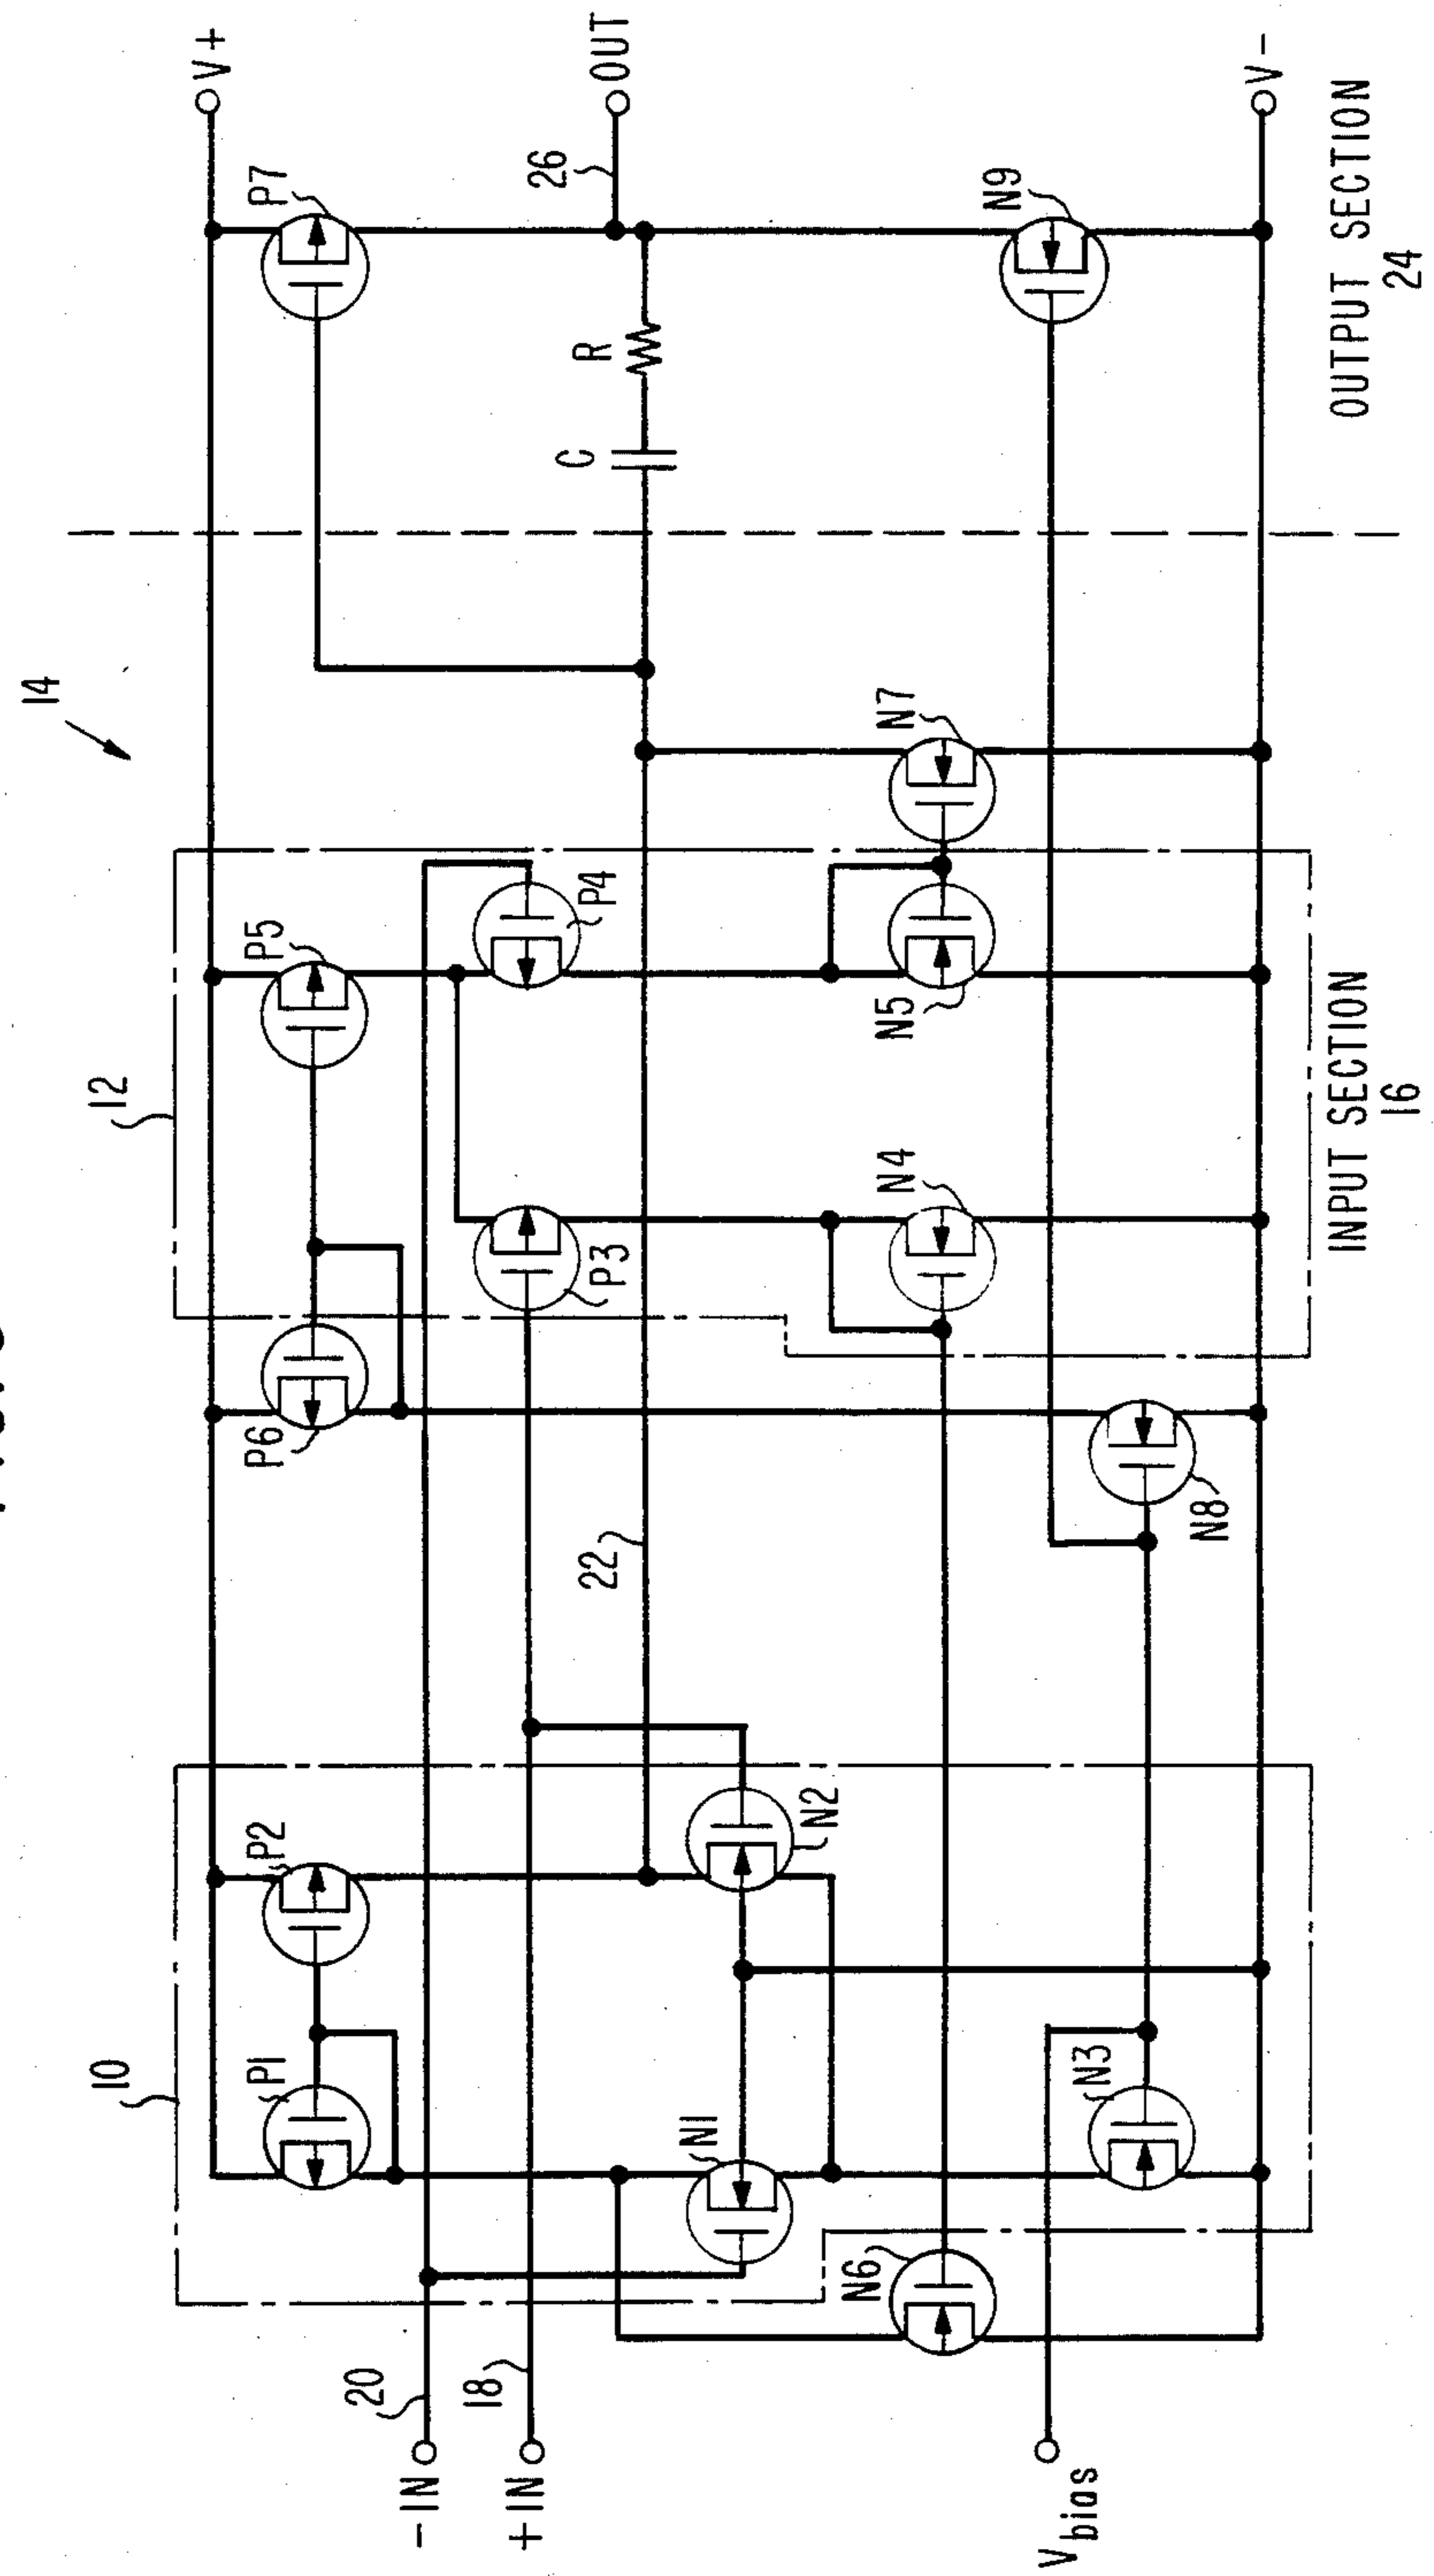 14
V+
10
12
P1
P2
P6
P5
P7
20
-IN
18
+IN
P3
P4
22
C
R
26
OUT
N1
N2
N6
N4
N5
N7
Vbias
N3
N8
N9
V-
INPUT SECTION
16
OUTPUT SECTION
24